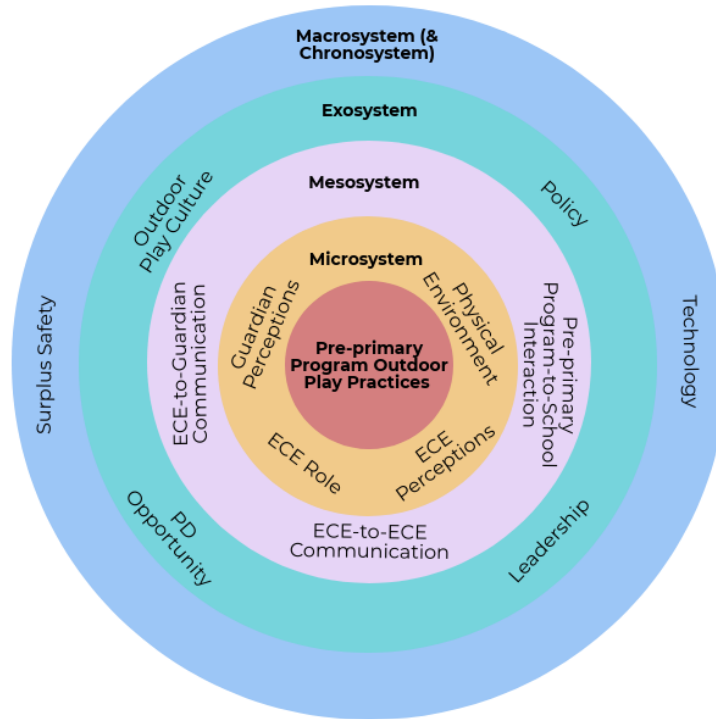 Macrosystem (&
Chronosystem)
Exosystem
Outdoor
Play Culture
Policy
Mesosystem
Microsystem
Guardian
Perceptions
Physical
Environment
Surplus Safety
ECE-to-Guardian
Communication
Pre-primary
Program Outdoor
Play Practices
Pre-primary
Program-to-School
Interaction
Technology
ECE Role
ECE
Perceptions
PD
Opportunity
ECE-to-ECE
Communication
Leadership